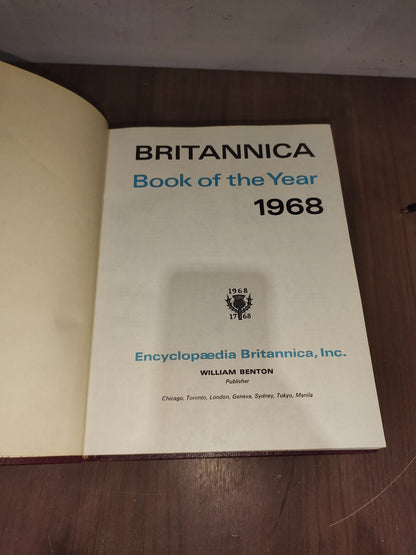 BRITANNICA
Book of the Year
1968
1968
1768
Encyclopædia Britannica, Inc.
WILLIAM BENTON
Publisher
Chicago, Toronto, London, Geneva, Sydney, Tokyo, Manila